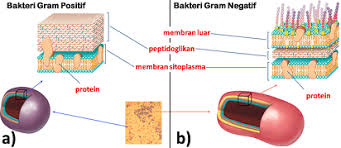 Bakteri Gram Positif
Bakteri Gram Negatif
membran luar
peptidoglikan
membran sitoplasma
protein
protein
a)
b)